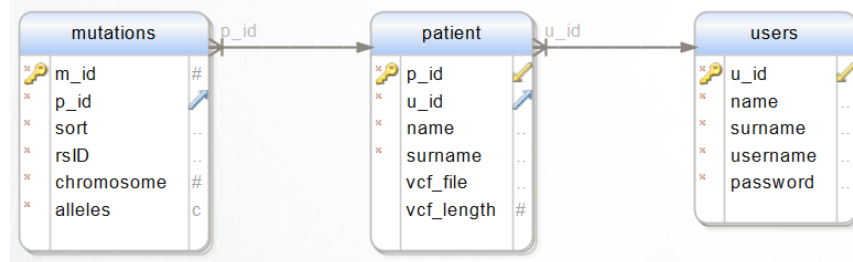 mutations
m_id #
p_id
sort ..
rsID ..
chromosome #
alleles c
p_id
patient
p_id
u_id
name ..
surname ..
vcf_file ..
vcf_length #
u_id
users
u_id
name ..
surname ..
username ..
password ..